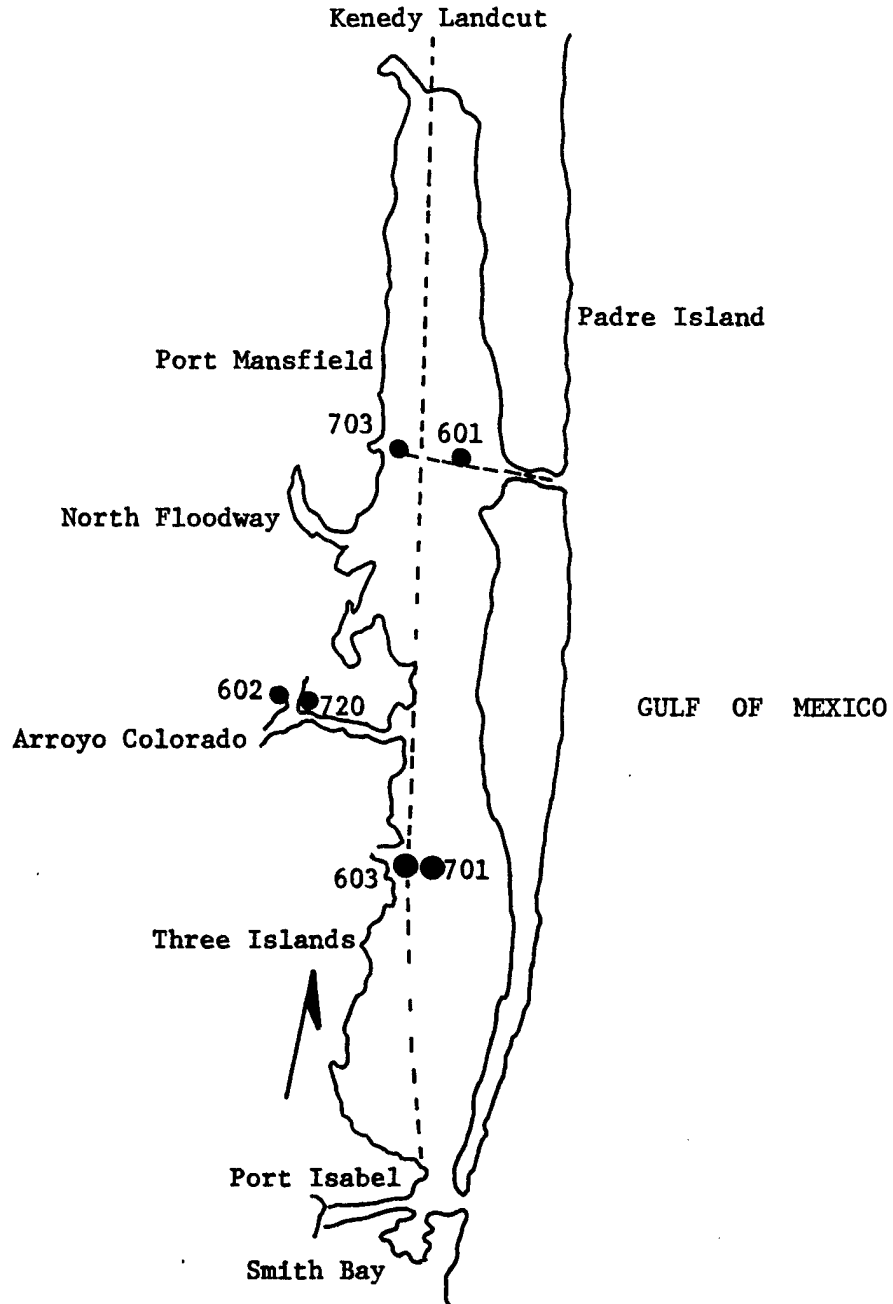 Kenedy Landcut
Padre Island
Port Mansfield
703
601
North Floodway
602
720
GULF OF MEXICO
Arroyo Colorado
603
701
Three Islands
Port Isabel
Smith Bay